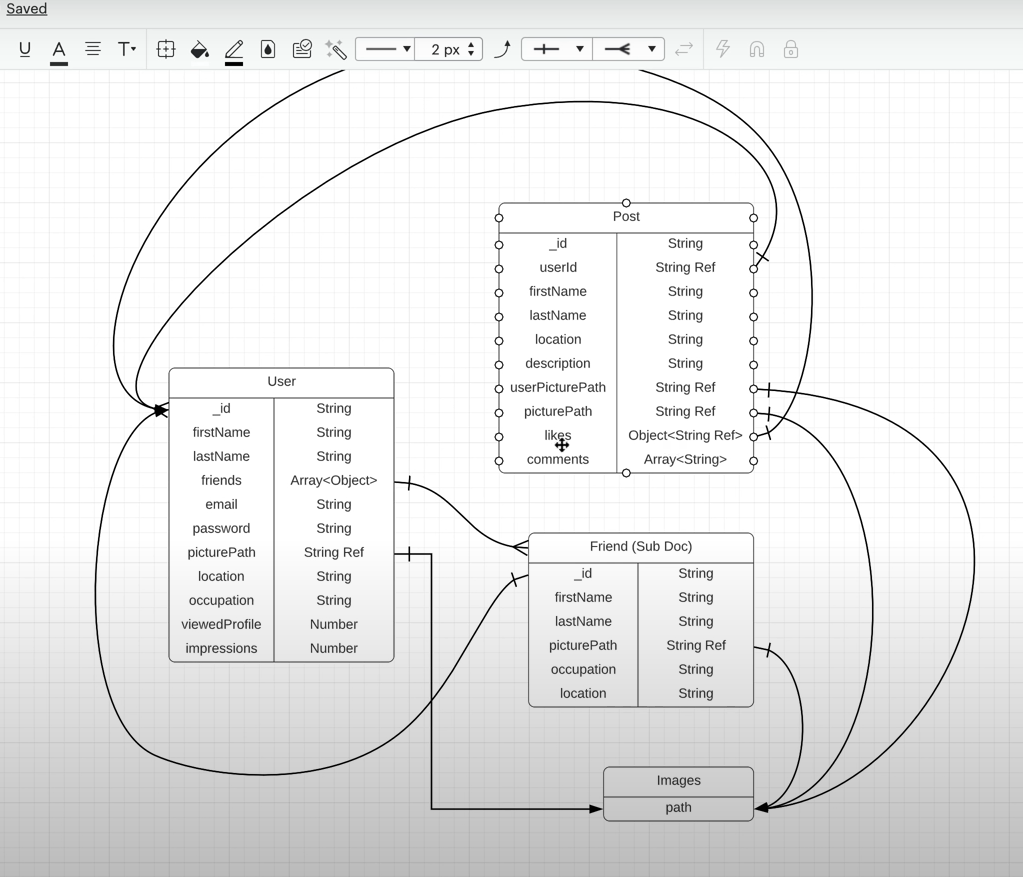 Saved
U A T 2 px
Post
_id String
userId String Ref
firstName String
lastName String
location String
description String
userPicturePath String Ref
picturePath String Ref
likes Object<String Ref>
comments Array<String>
User
_id String
firstName String
lastName String
friends Array<Object>
email String
password String
picturePath String Ref
location String
occupation String
viewedProfile Number
impressions Number
Friend (Sub Doc)
_id String
firstName String
lastName String
picturePath String Ref
occupation String
location String
Images
path